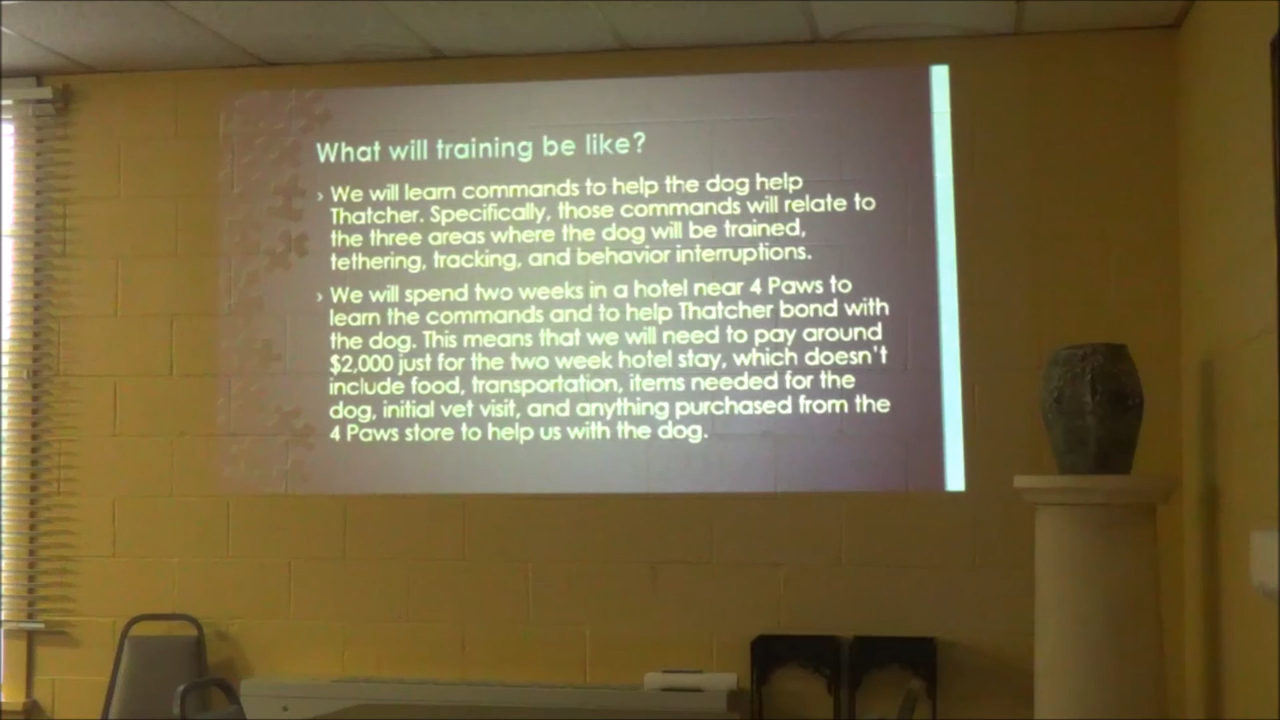 What will training be like?
› We will learn commands to help the dog help
Thatcher. Specifically, those commands will relate to
the three areas where the dog will be trained,
tethering, tracking, and behavior interruptions.
› We will spend two weeks in a hotel near 4 Paws to
learn the commands and to help Thatcher bond with
the dog. This means that we will need to pay around
$2,000 just for the two week hotel stay, which doesn't
include food, transportation, items needed for the
dog, initial vet visit, and anything purchased from the
4 Paws store to help us with the dog.